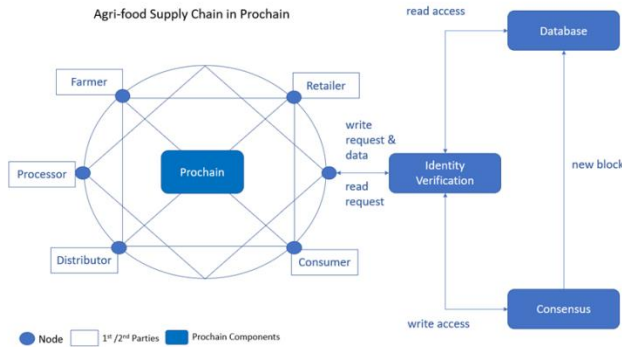 Agri-food Supply Chain in Prochain
read access
Database
Farmer
Retailer
write
request &
data
Identity
Verification
new block
Processor
Prochain
read
request
Distributor
Consumer
Consensus
write access
Node
1st /2nd Parties
Prochain Components